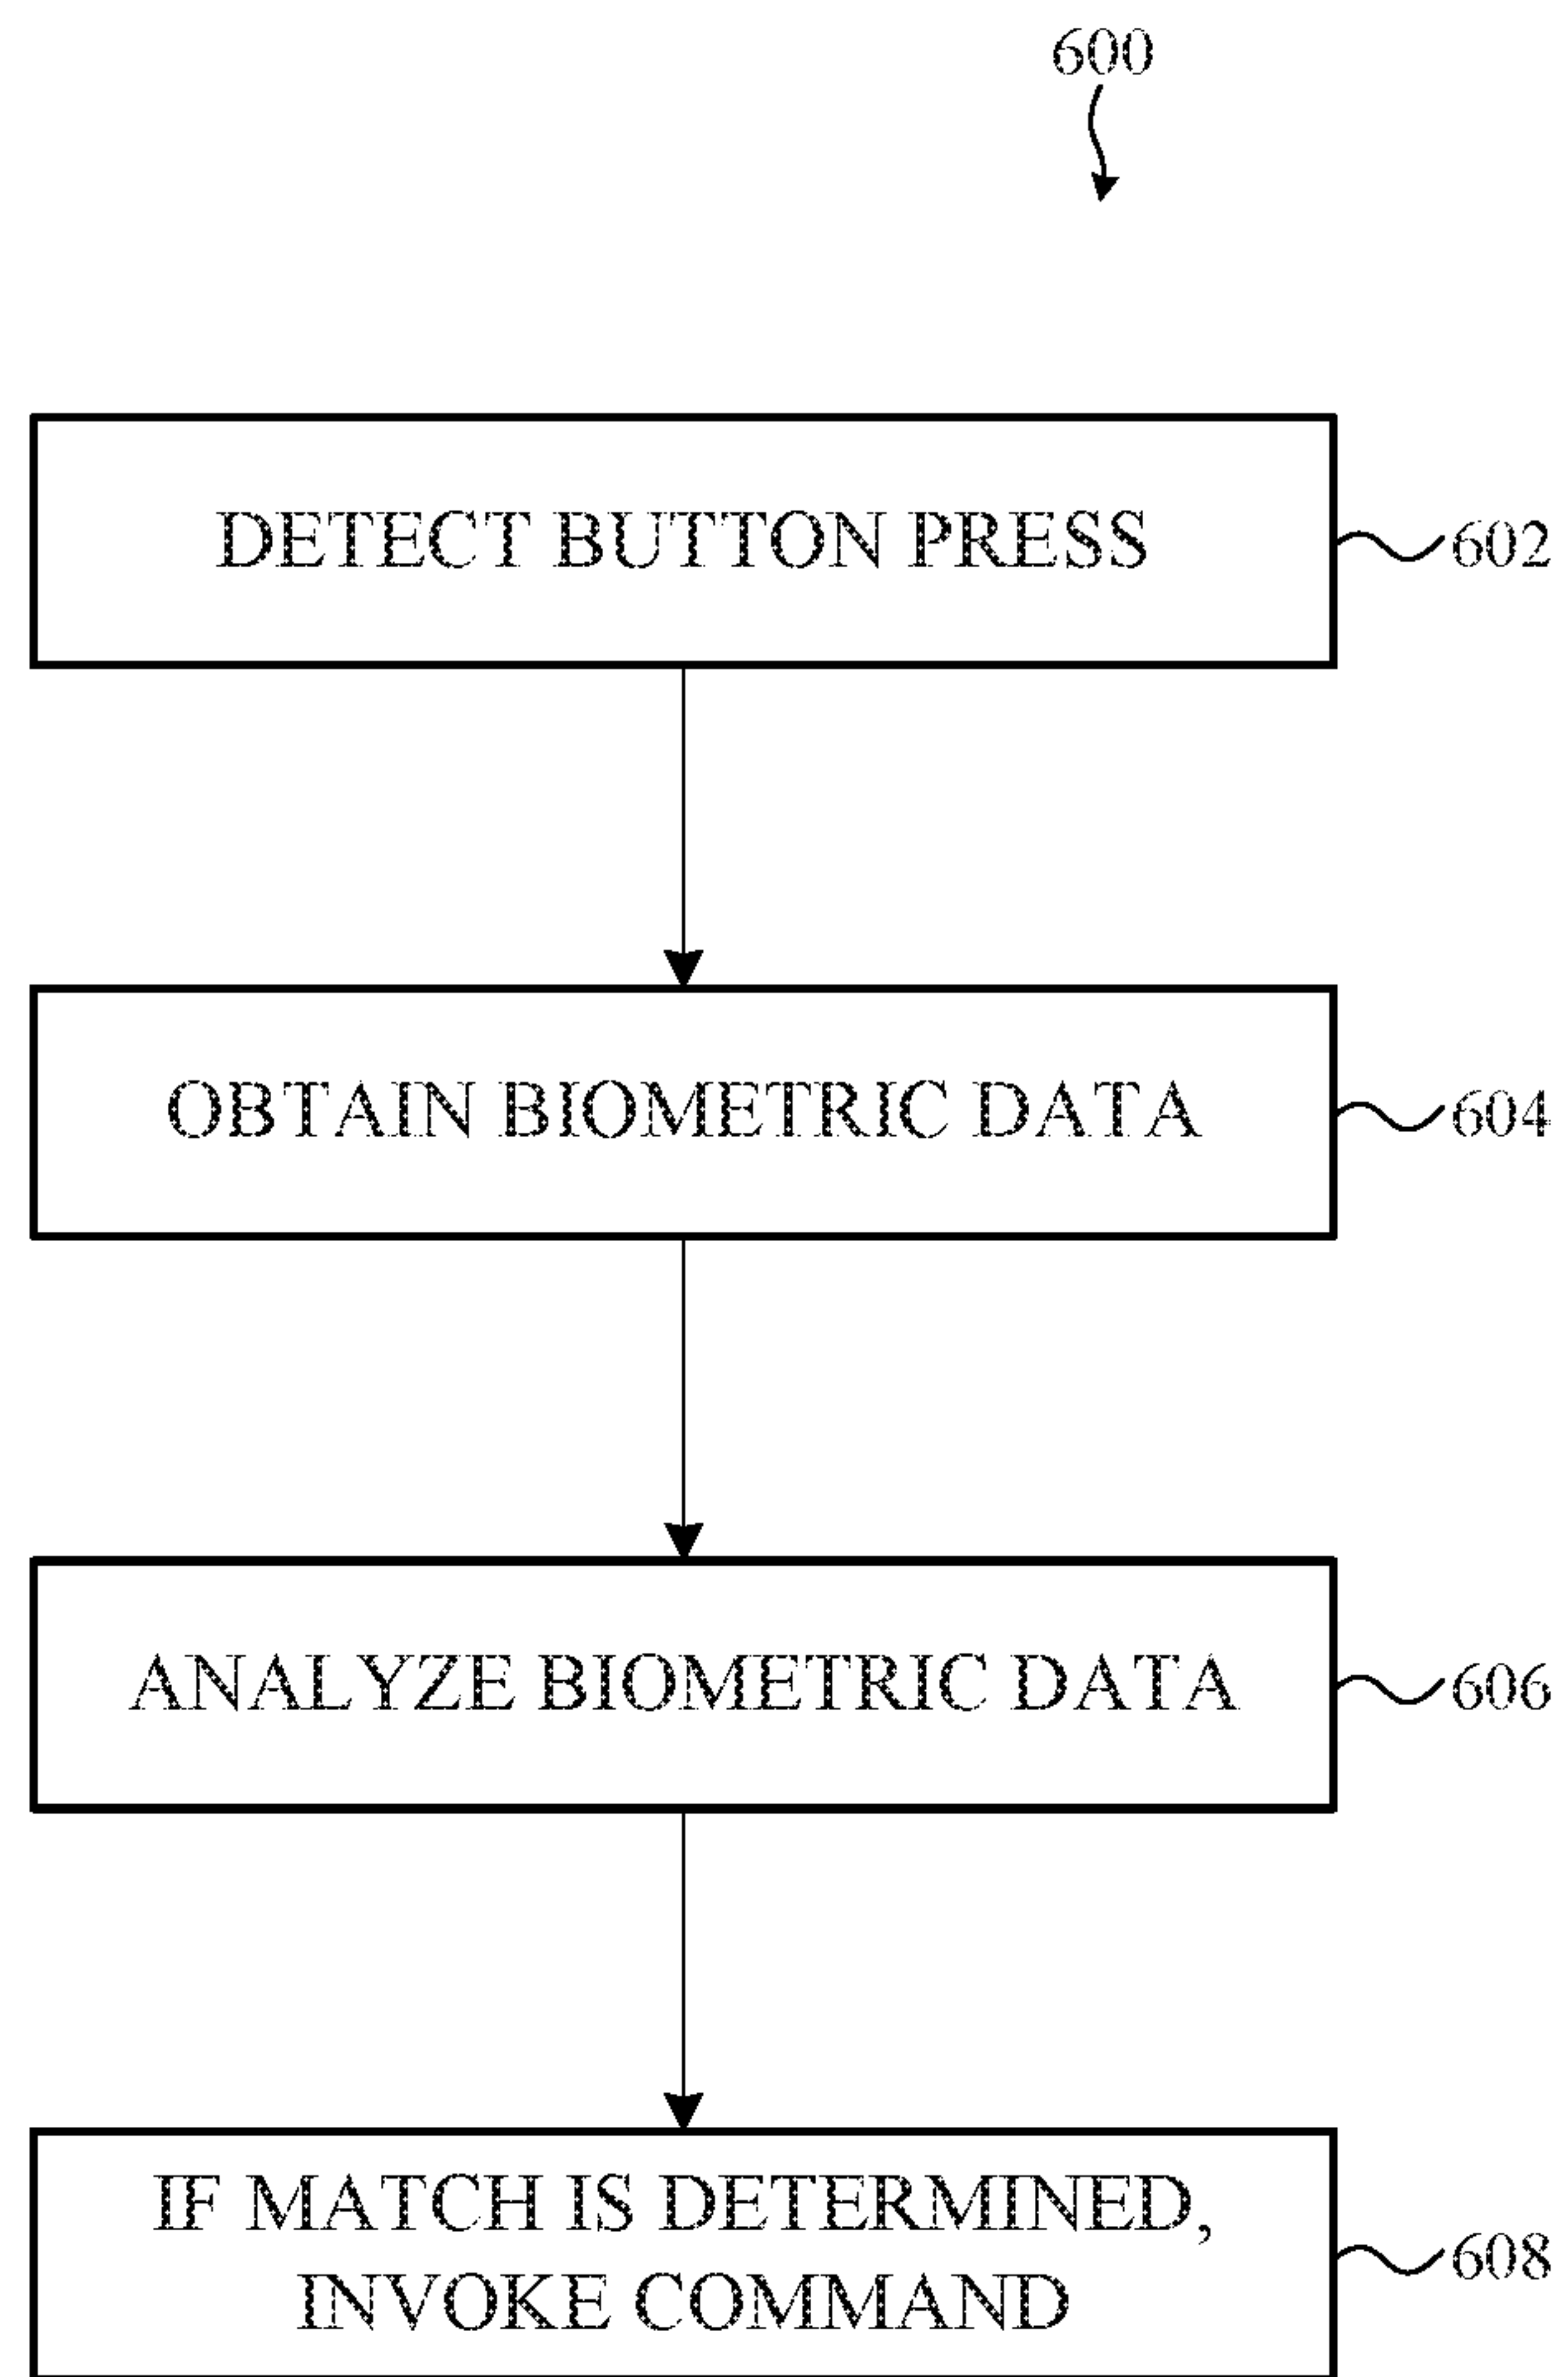 600
DETECT BUTTON PRESS
602
OBTAIN BIOMETRIC DATA
604
ANALYZE BIOMETRIC DATA
606
IF MATCH IS DETERMINED,
INVOKE COMMAND
608